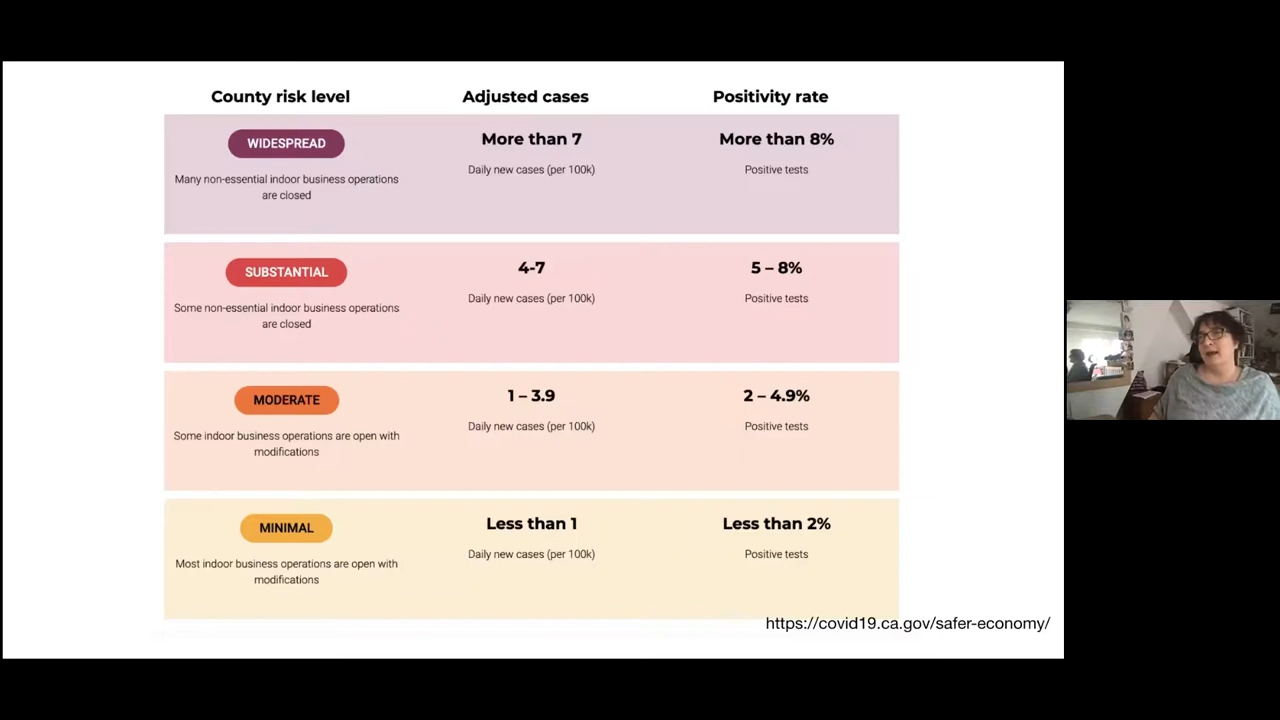 County risk level Adjusted cases Positivity rate
WIDESPREAD More than 7 More than 8%
Many non-essential indoor business operations Daily new cases (per 100k) Positive tests
are closed
SUBSTANTIAL 4-7 5 – 8%
Some non-essential indoor business operations Daily new cases (per 100k) Positive tests
are closed
MODERATE 1 – 3.9 2 – 4.9%
Some indoor business operations are open with Daily new cases (per 100k) Positive tests
modifications
MINIMAL Less than 1 Less than 2%
Most indoor business operations are open with Daily new cases (per 100k) Positive tests
modifications
https://covid19.ca.gov/safer-economy/